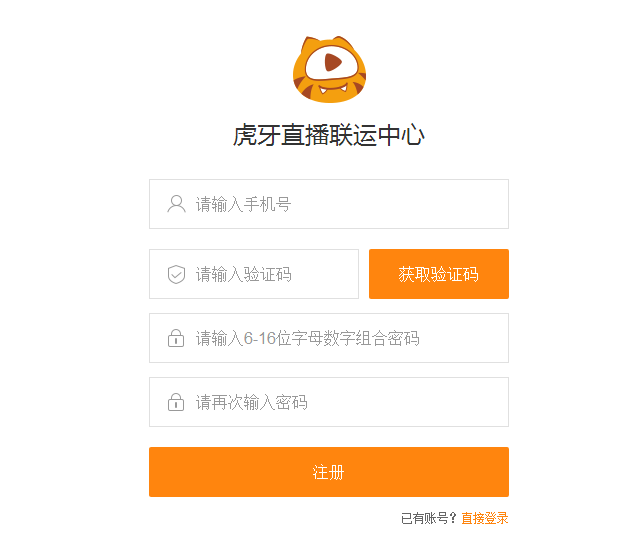 虎牙直播联运中心
请输入手机号
请输入验证码 获取验证码
请输入6-16位字母数字组合密码
请再次输入密码
注册
已有账号？直接登录